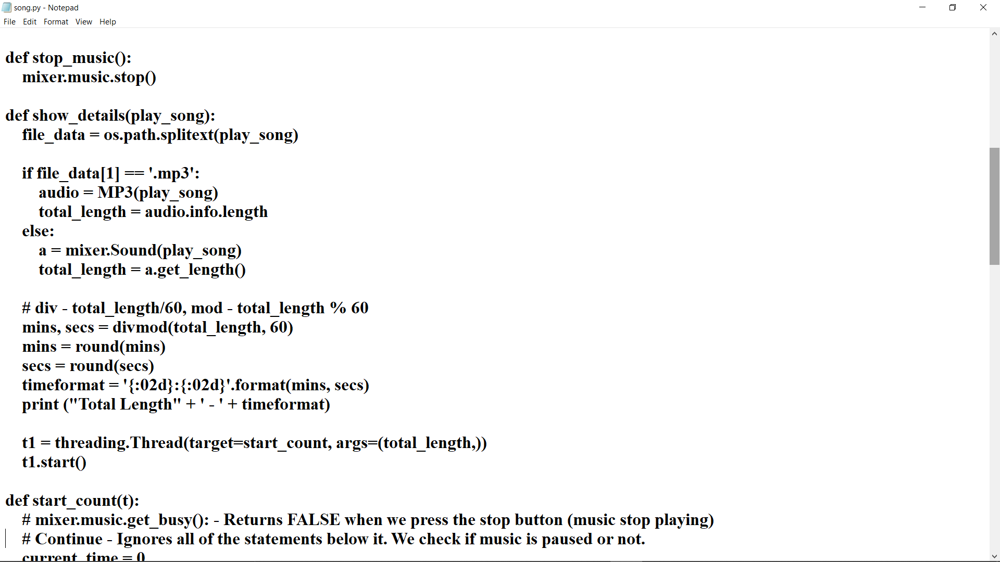 song.py - Notepad
File Edit Format View Help
def stop_music():
    mixer.music.stop()
def show_details(play_song):
    file_data = os.path.splitext(play_song)
    if file_data[1] == '.mp3':
        audio = MP3(play_song)
        total_length = audio.info.length
    else:
        a = mixer.Sound(play_song)
        total_length = a.get_length()
    # div - total_length/60, mod - total_length % 60
    mins, secs = divmod(total_length, 60)
    mins = round(mins)
    secs = round(secs)
    timeformat = '{:02d}:{:02d}'.format(mins, secs)
    print ("Total Length" + ' - ' + timeformat)
    t1 = threading.Thread(target=start_count, args=(total_length,))
    t1.start()
def start_count(t):
    # mixer.music.get_busy(): - Returns FALSE when we press the stop button (music stop playing)
    # Continue - Ignores all of the statements below it. We check if music is paused or not.
    current_time = 0